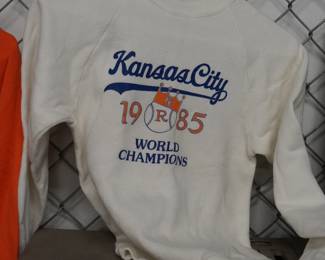 Kansas City
19 R 85
WORLD
CHAMPIONS